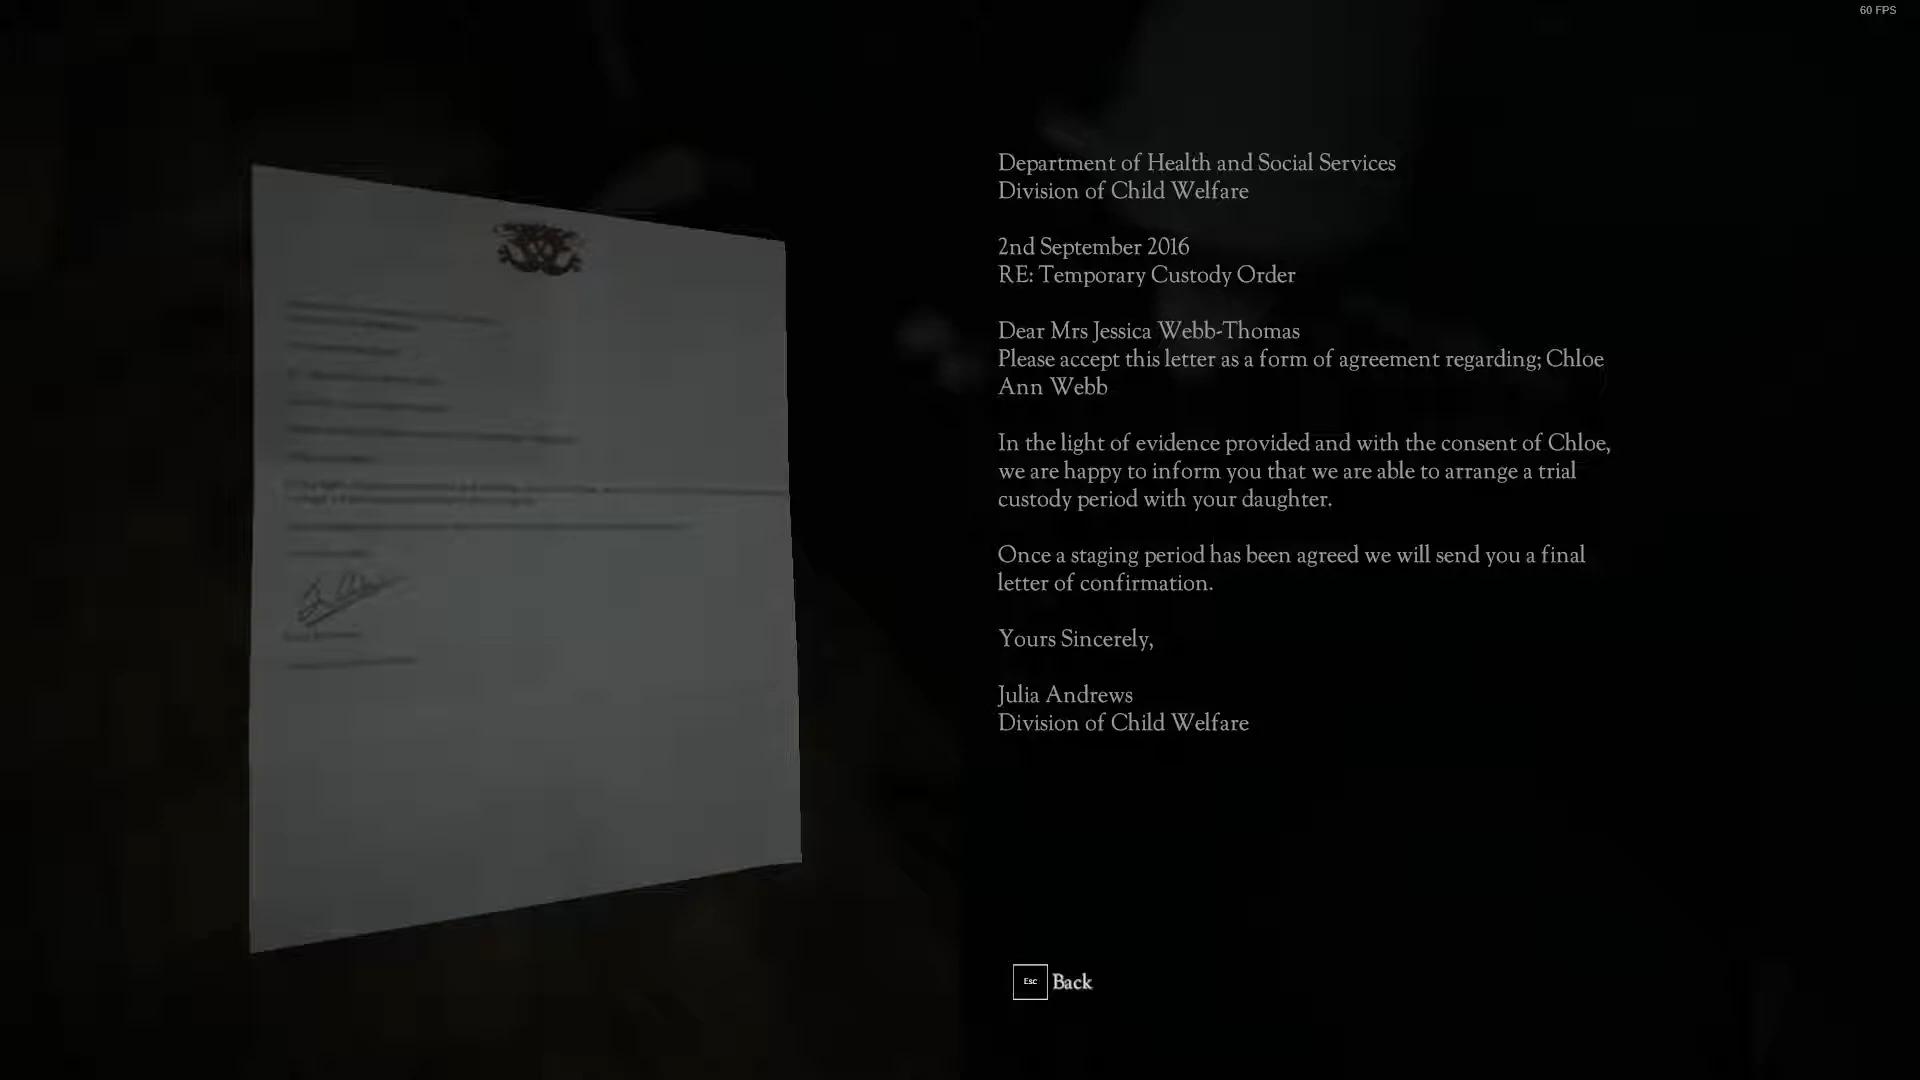 60 FPS
Department of Health and Social Services
Division of Child Welfare
2nd September 2016
RE: Temporary Custody Order
Dear Mrs Jessica Webb-Thomas
Please accept this letter as a form of agreement regarding; Chloe
Ann Webb
In the light of evidence provided and with the consent of Chloe,
we are happy to inform you that we are able to arrange a trial
custody period with your daughter.
Once a staging period has been agreed we will send you a final
letter of confirmation.
Yours Sincerely,
Julia Andrews
Division of Child Welfare
Esc Back